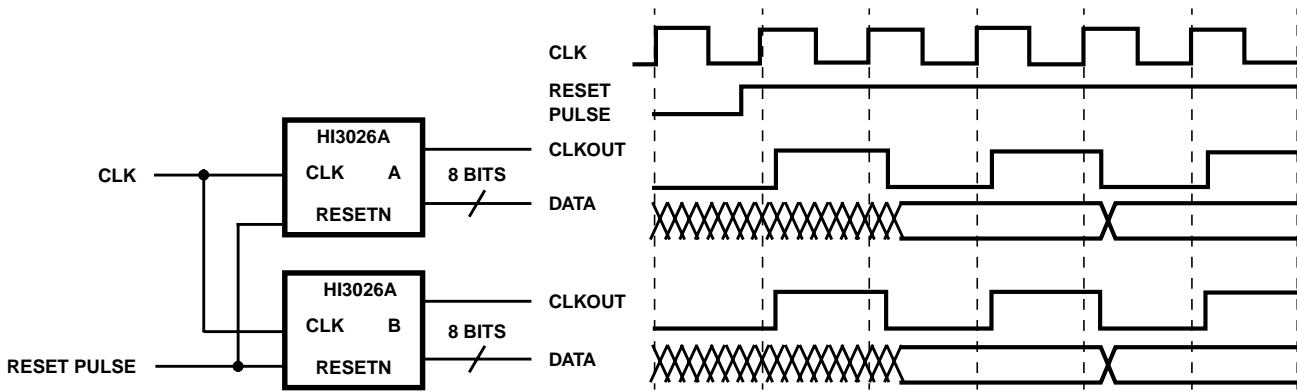 CLK
RESET
PULSE
HI3026A
CLKOUT
CLK
CLK A
8 BITS
DATA
RESETN
HI3026A
CLKOUT
CLK B
8 BITS
RESET PULSE
RESETN
DATA